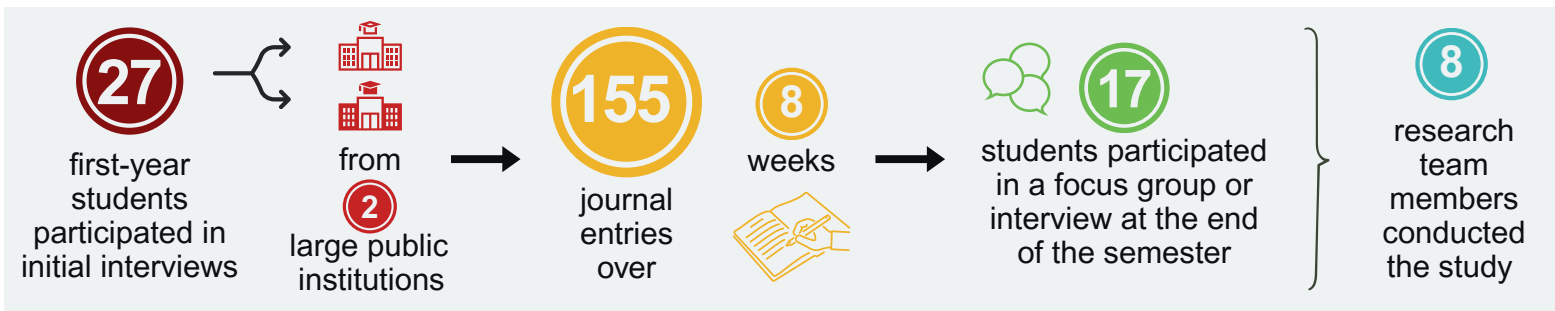 27
first-year
students
participated in
initial interviews
from
2
large public
institutions
155
journal
entries
over
8
weeks
17
students participated
in a focus group or
interview at the end
of the semester
8
research
team
members
conducted
the study